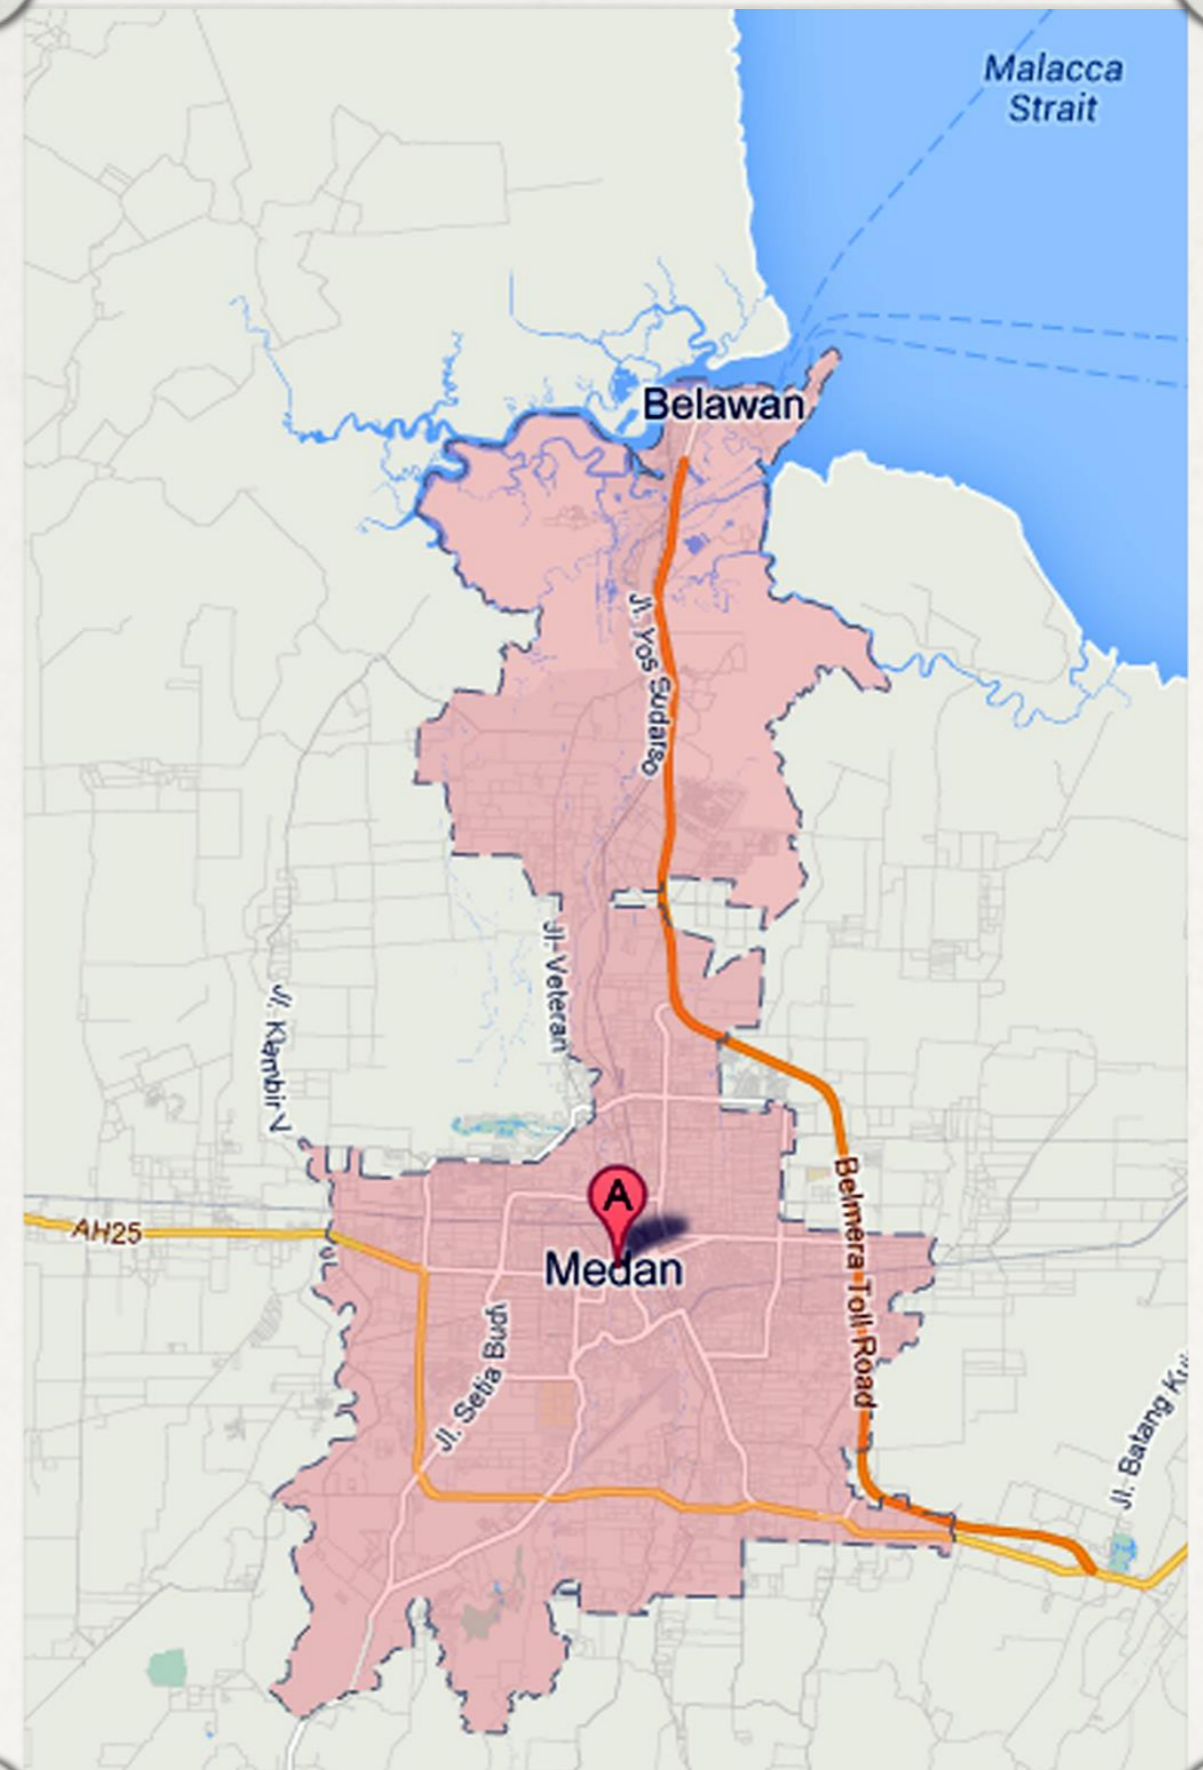 Malacca
Strait
Belawan
Jl. Yos Sudarso
Jl. Veteran
Jl. Klambir V
A
AH25
Medan
Belmera Toll Road
Jl. Setia Budi
Jl. Batang